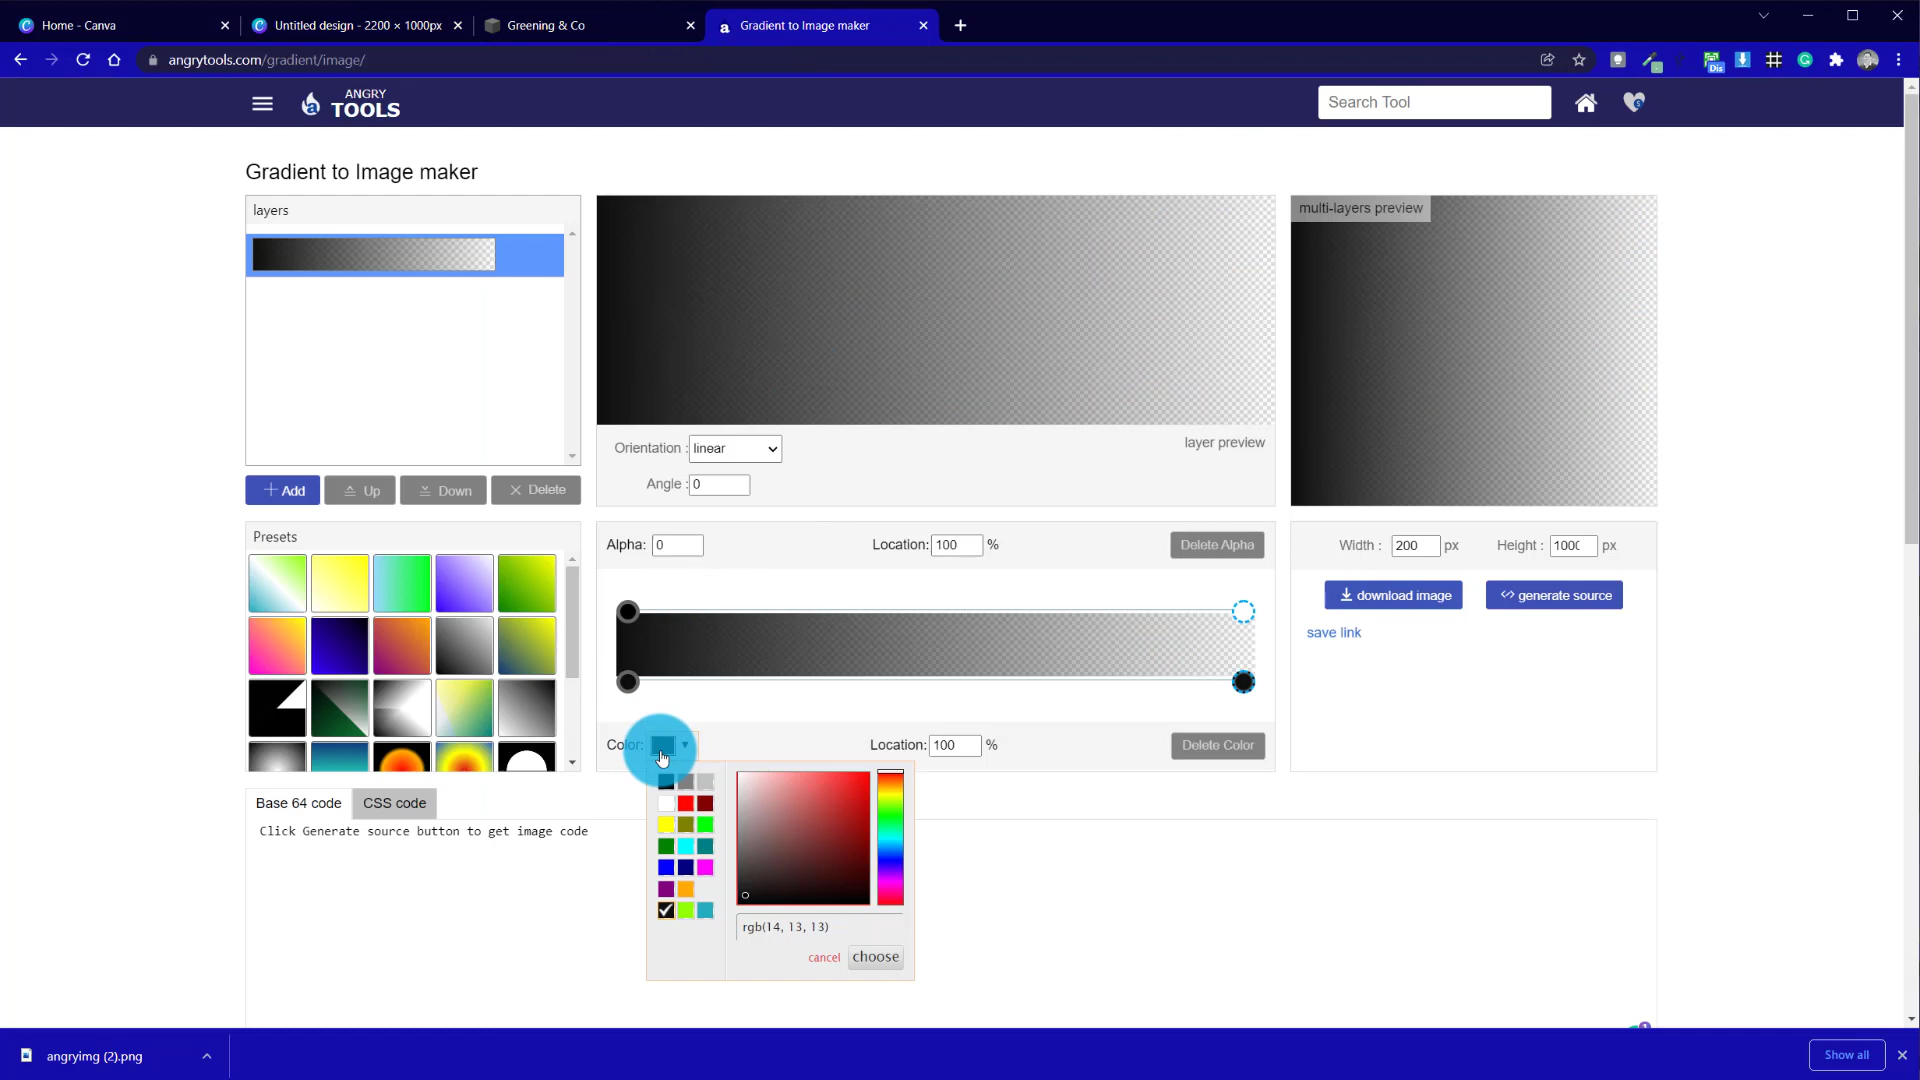 Home - Canva
Untitled design - 2200 × 1000px
Greening & Co
Gradient to Image maker
angrytools.com/gradient/image/
Dis
ANGRY
TOOLS
Search Tool
Gradient to Image maker
layers
multi-layers preview
Orientation : linear
layer preview
Angle : 0
Add
Up
Down
Delete
Presets
Alpha: 0
Location: 100 %
Delete Alpha
Width : 200 px
Height : 1000 px
download image
generate source
save link
Color:
Location: 100 %
Delete Color
Base 64 code
CSS code
Click Generate source button to get image code
rgb(14, 13, 13)
cancel
choose
angryimg (2).png
Show all